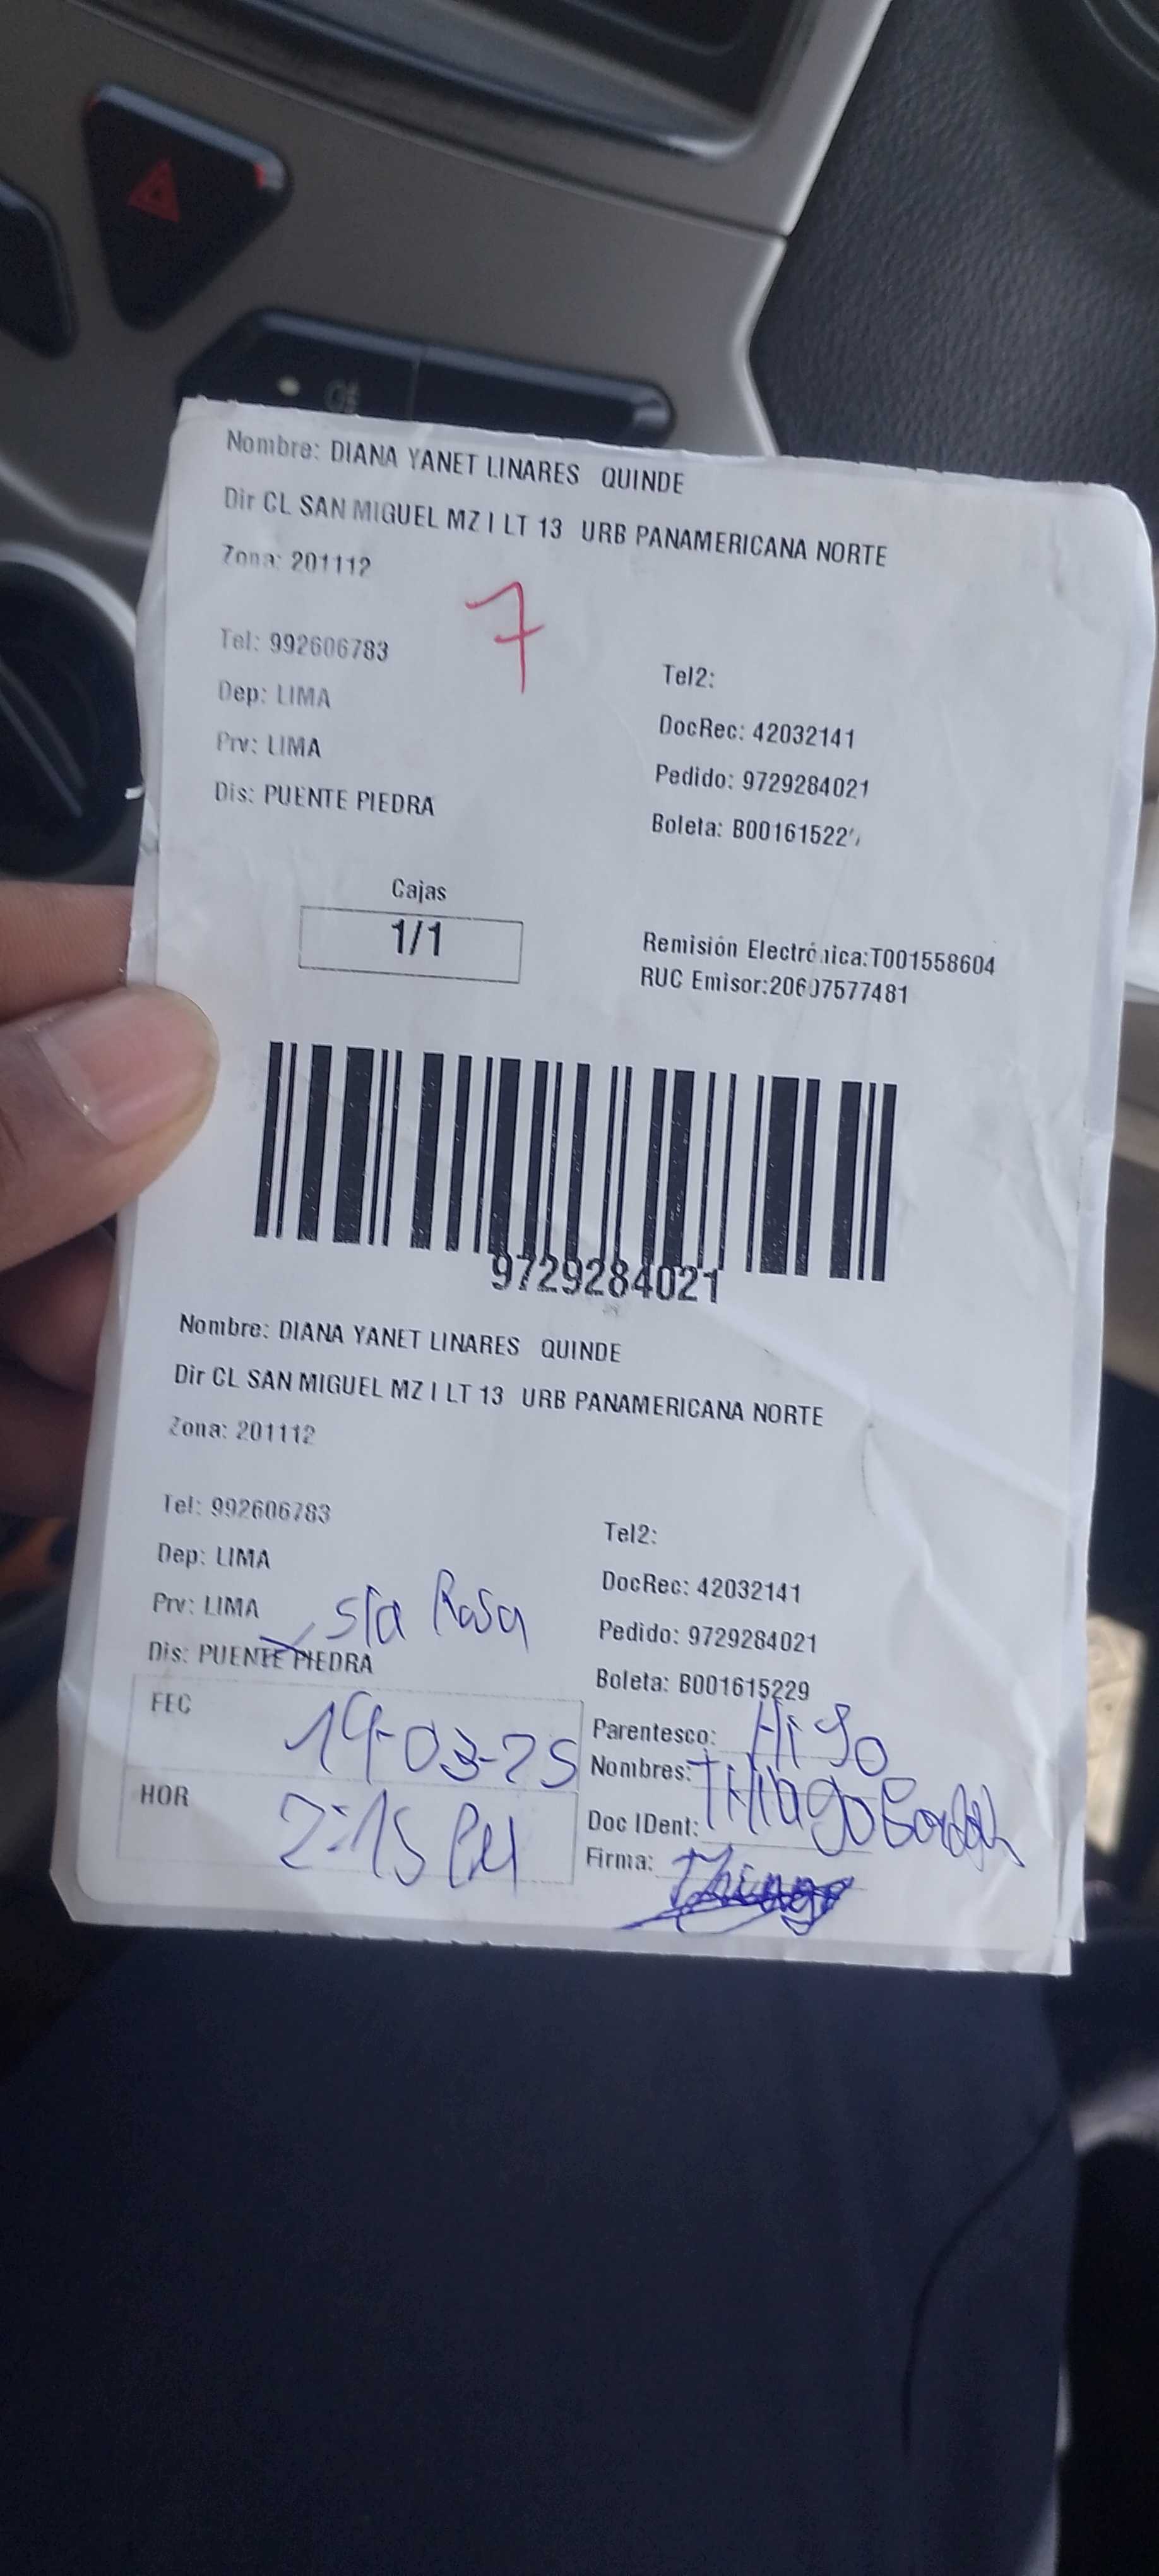 Nombre: DIANA YANET LINARES QUINDE
Dir CL SAN MIGUEL MZ I LT 13 URB PANAMERICANA NORTE
Zona: 201112
7
Tel: 992606783
Tel2:
Dep: LIMA
DocRec: 42032141
Prv: LIMA
Pedido: 9729284021
Dis: PUENTE PIEDRA
Boleta: B001615229
Cajas
1/1
Remisión Electrónica:T001558604
RUC Emisor:20607577481
9729284021
Nombre: DIANA YANET LINARES QUINDE
Dir CL SAN MIGUEL MZ I LT 13 URB PANAMERICANA NORTE
Zona: 201112
Tel: 992606783
Tel2:
Dep: LIMA
DocRec: 42032141
Prv: LIMA
Sta Rosa
Pedido: 9729284021
Dis: PUENTE PIEDRA
Boleta: B001615229
FEC
19-03-25
Parentesco: Hijo
Nombres: THiago
HOR
2:15 PM
Doc IDent:
Firma: Thiago